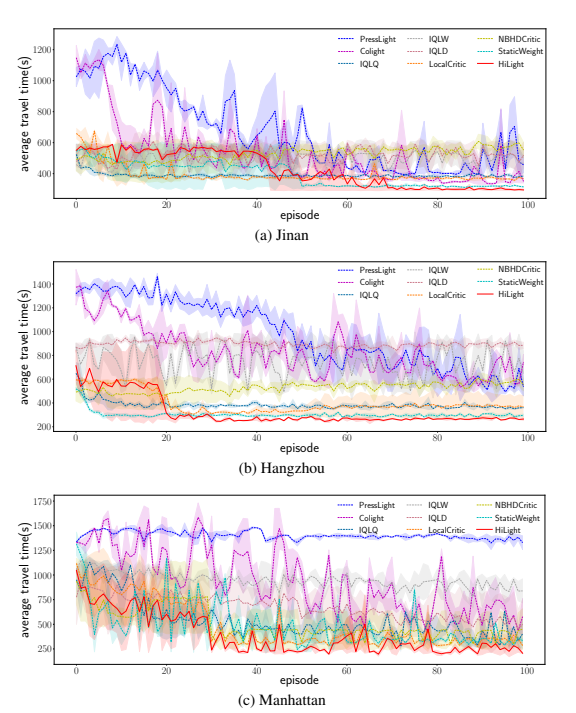 PressLight IQLW NBHDCritic
Colight IQLD StaticWeight
IQLQ LocalCritic HiLight
1200
1000
800
600
400
0 20 40 60 80 100
average travel time(s)
episode
(a) Jinan
PressLight IQLW NBHDCritic
Colight IQLD StaticWeight
IQLQ LocalCritic HiLight
1400
1200
1000
800
600
400
200
0 20 40 60 80 100
average travel time(s)
episode
(b) Hangzhou
PressLight IQLW NBHDCritic
Colight IQLD StaticWeight
IQLQ LocalCritic HiLight
1750
1500
1250
1000
750
500
250
0 20 40 60 80 100
average travel time(s)
episode
(c) Manhattan